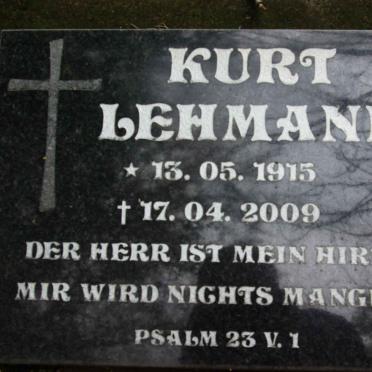 KURT
LEHMANN
★ 13. 05. 1915
† 17. 04. 2009
DER HERR IST MEIN HIR
MIR WIRD NICHTS MANG
PSALM 23 V. 1